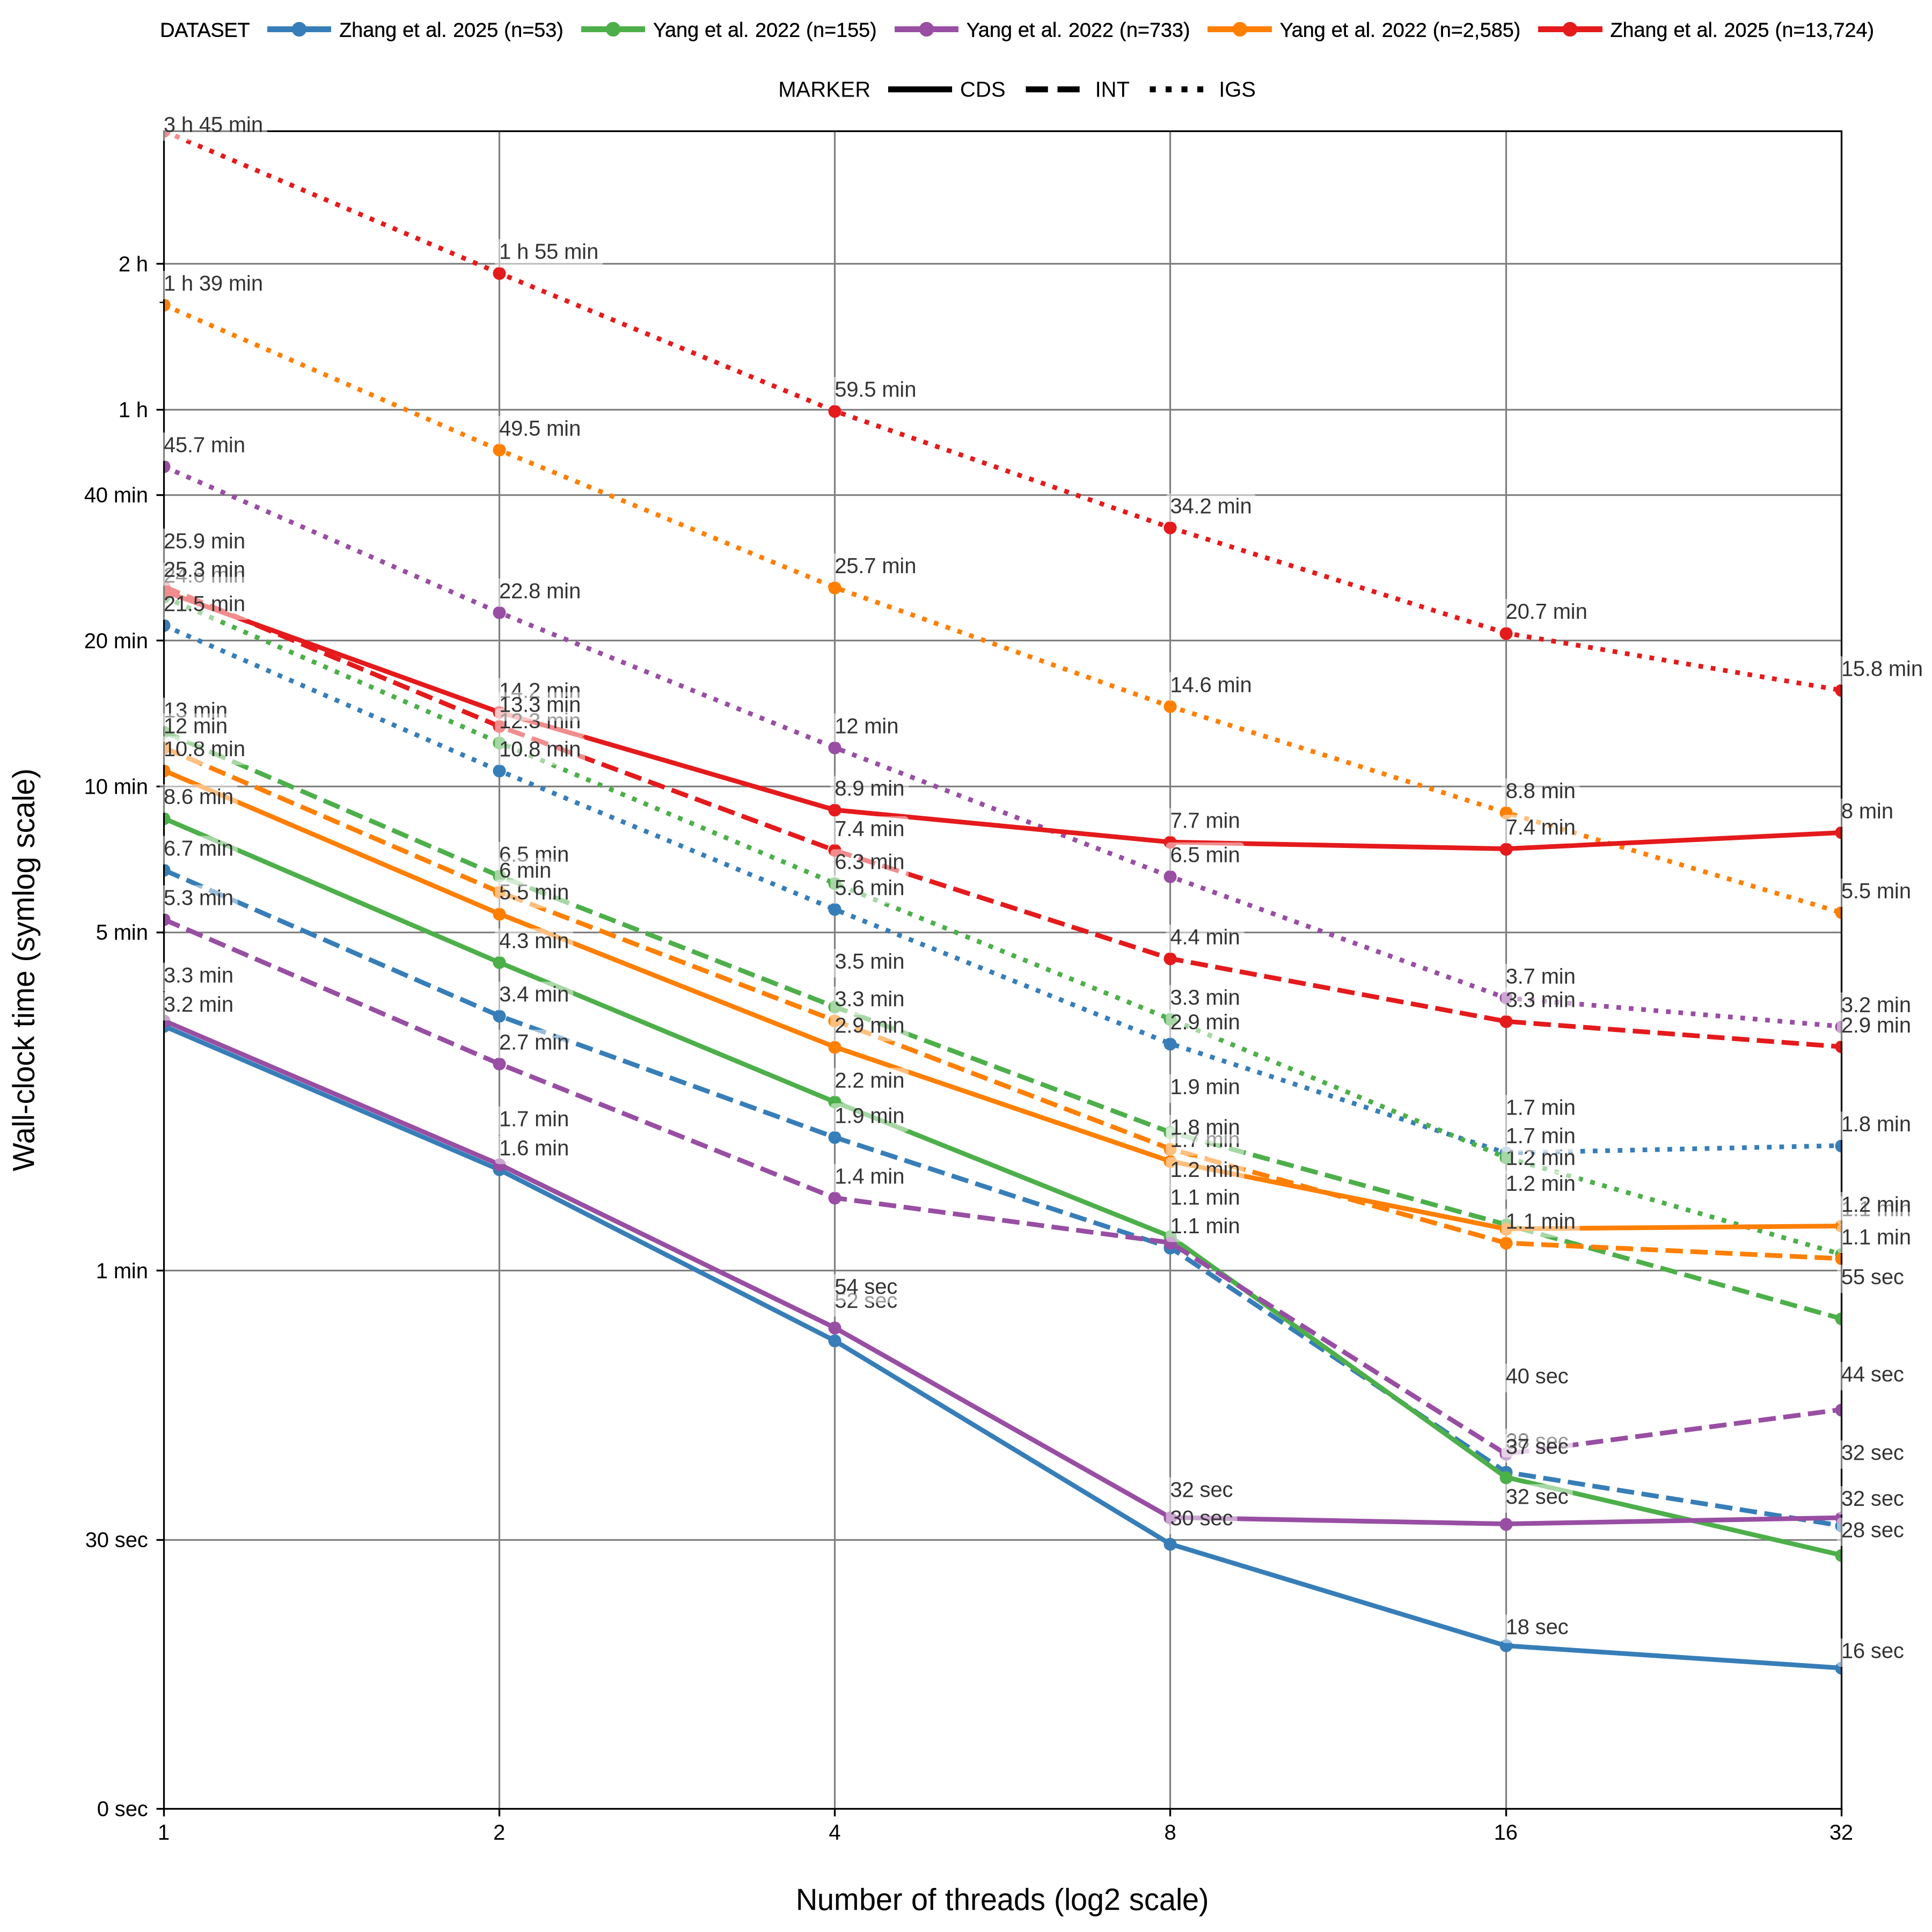 DATASET Zhang et al. 2025 (n=53) Yang et al. 2022 (n=155) Yang et al. 2022 (n=733) Yang et al. 2022 (n=2,585) Zhang et al. 2025 (n=13,724)
MARKER CDS INT IGS
Wall-clock time (symlog scale)
2 h
1 h
40 min
20 min
10 min
5 min
1 min
30 sec
0 sec
3 h 45 min
1 h 39 min
45.7 min
25.9 min
25.3 min
24.6 min
21.5 min
13 min
12 min
10.8 min
8.6 min
6.7 min
5.3 min
3.3 min
3.2 min
1 h 55 min
49.5 min
22.8 min
14.2 min
13.3 min
12.3 min
10.8 min
6.5 min
6 min
5.5 min
4.3 min
3.4 min
2.7 min
1.7 min
1.6 min
59.5 min
25.7 min
12 min
8.9 min
7.4 min
6.3 min
5.6 min
3.5 min
3.3 min
2.9 min
2.2 min
1.9 min
1.4 min
54 sec
52 sec
34.2 min
14.6 min
7.7 min
6.5 min
4.4 min
3.3 min
2.9 min
1.9 min
1.8 min
1.7 min
1.2 min
1.1 min
1.1 min
32 sec
30 sec
20.7 min
8.8 min
7.4 min
3.7 min
3.3 min
1.7 min
1.7 min
1.2 min
1.2 min
1.1 min
40 sec
39 sec
37 sec
32 sec
18 sec
15.8 min
8 min
5.5 min
3.2 min
2.9 min
1.8 min
1.2 min
1.1 min
1.1 min
55 sec
44 sec
32 sec
32 sec
28 sec
16 sec
1 2 4 8 16 32
Number of threads (log2 scale)